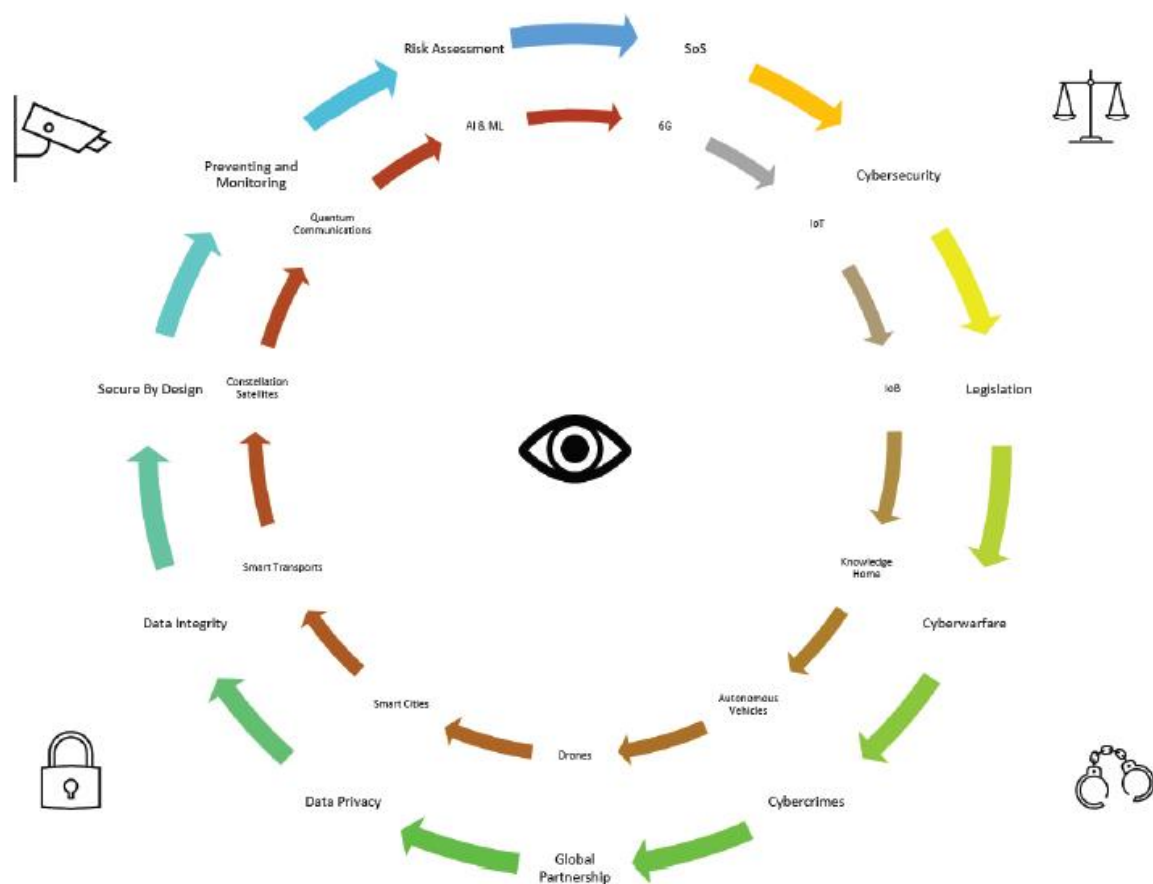 Risk Assessment
SoS
AI & ML
6G
Preventing and
Monitoring
Cybersecurity
Quantum
Communications
IoT
Secure By Design
Constellation
Satellites
IoB
Legislation
Smart Transports
Knowledge
Home
Data Integrity
Cyberwarfare
Smart Cities
Autonomous
Vehicles
Drones
Data Privacy
Cybercrimes
Global
Partnership